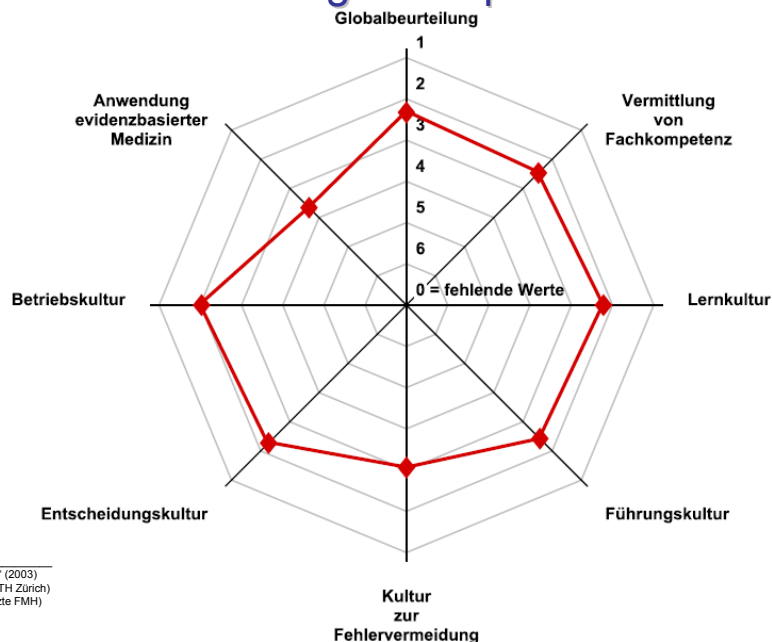 Globalbeurteilung
1
2
3
4
5
6
0 = fehlende Werte
Vermittlung
von
Fachkompetenz
Lernkultur
Führungskultur
Kultur
zur
Fehlervermeidung
Entscheidungskultur
Betriebskultur
Anwendung
evidenzbasierter
Medizin
(2003)
TH Zürich)
FMH)